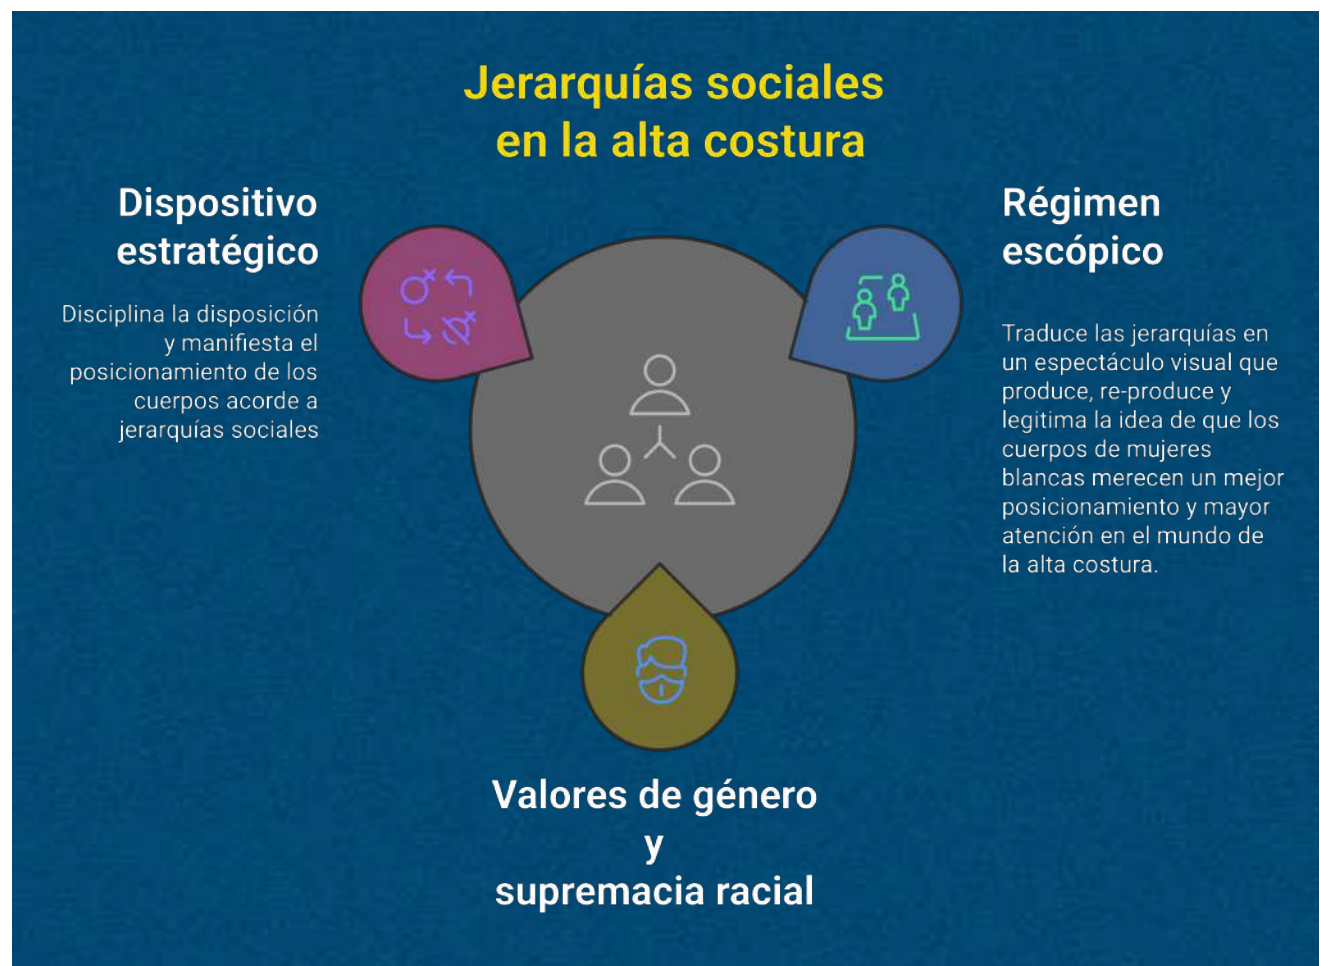 Jerarquías sociales
en la alta costura
Dispositivo
estratégico
Disciplina la disposición
y manifiesta el
posicionamiento de los
cuerpos acorde a
jerarquías sociales
Régimen
escópico
Traduce las jerarquías en
un espectáculo visual que
produce, re-produce y
legitima la idea de que los
cuerpos de mujeres
blancas merecen un mejor
posicionamiento y mayor
atención en el mundo de
la alta costura.
Valores de género
y
supremacia racial